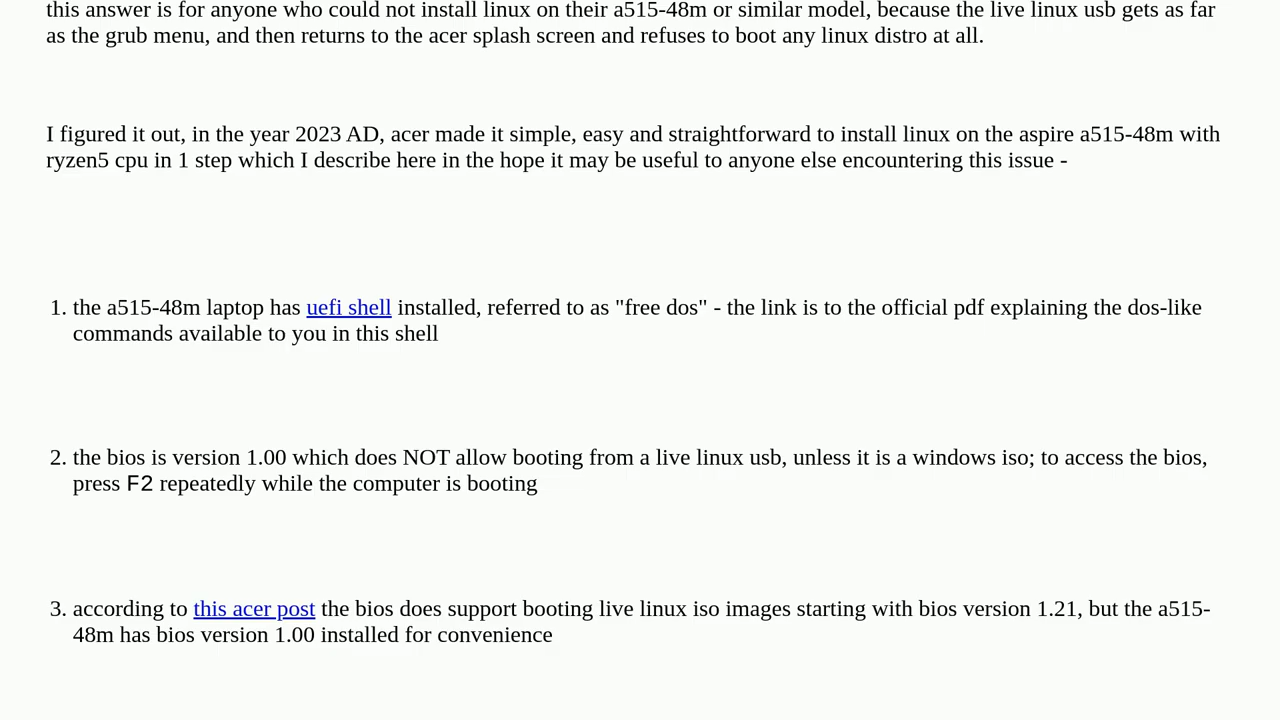 this answer is for anyone who could not install linux on their a515-48m or similar model, because the live linux usb gets as far
as the grub menu, and then returns to the acer splash screen and refuses to boot any linux distro at all.
I figured it out, in the year 2023 AD, acer made it simple, easy and straightforward to install linux on the aspire a515-48m with
ryzen5 cpu in 1 step which I describe here in the hope it may be useful to anyone else encountering this issue -
1. the a515-48m laptop has uefi shell installed, referred to as "free dos" - the link is to the official pdf explaining the dos-like
commands available to you in this shell
2. the bios is version 1.00 which does NOT allow booting from a live linux usb, unless it is a windows iso; to access the bios,
press F2 repeatedly while the computer is booting
3. according to this acer post the bios does support booting live linux iso images starting with bios version 1.21, but the a515-
48m has bios version 1.00 installed for convenience